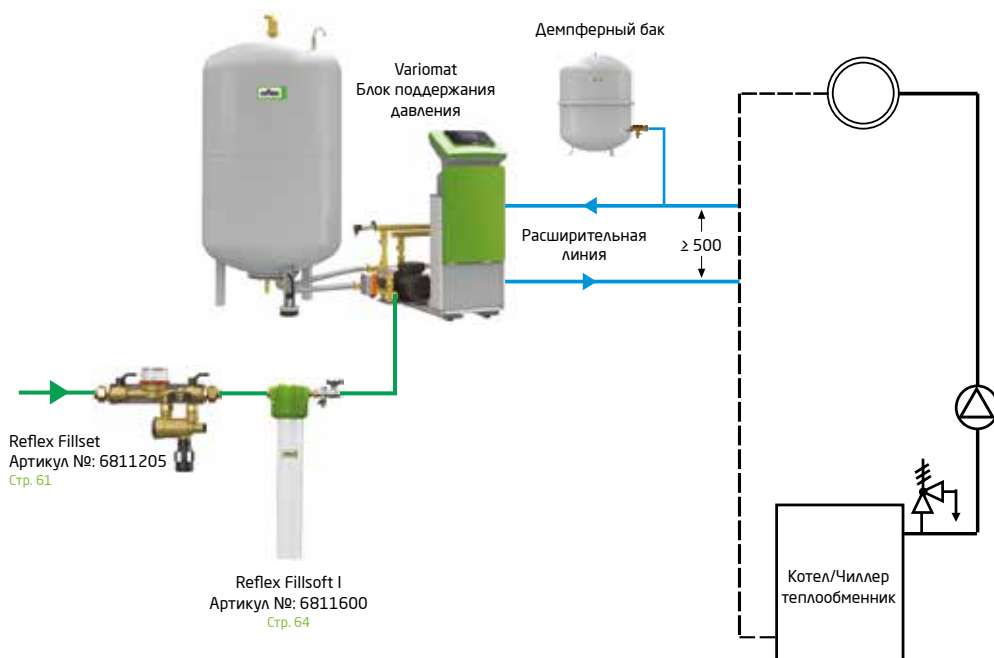 Демпферный бак
Variomat
Блок поддержания
давления
Расширительная
линия
≥ 500
Reflex Fillset
Артикул №: 6811205
Стр. 61
Reflex Fillsoft I
Артикул №: 6811600
Стр. 64
Котел/Чиллер
теплообменник